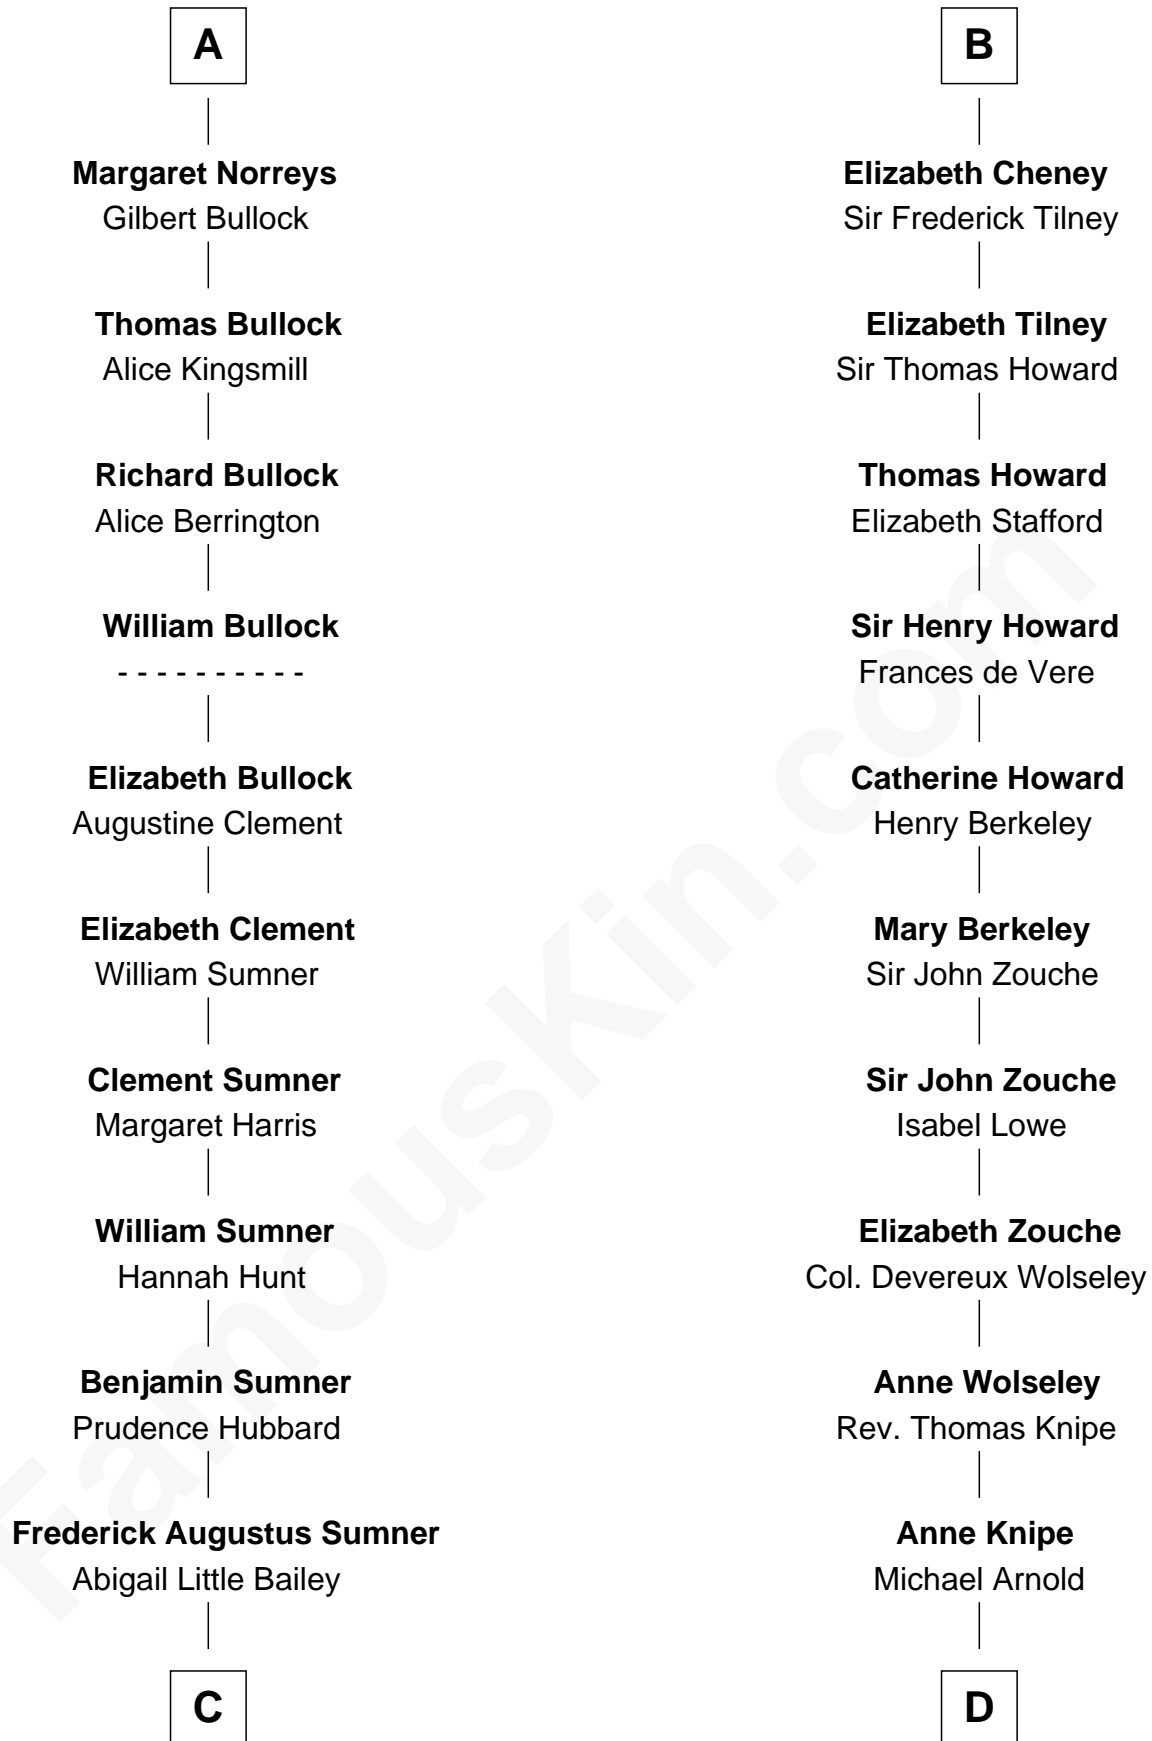 A
Margaret Norreys
Gilbert Bullock
Thomas Bullock
Alice Kingsmill
Richard Bullock
Alice Berrington
William Bullock
- - - - - - - - - -
Elizabeth Bullock
Augustine Clement
Elizabeth Clement
William Sumner
Clement Sumner
Margaret Harris
William Sumner
Hannah Hunt
Benjamin Sumner
Prudence Hubbard
Frederick Augustus Sumner
Abigail Little Bailey
C
B
Elizabeth Cheney
Sir Frederick Tilney
Elizabeth Tilney
Sir Thomas Howard
Thomas Howard
Elizabeth Stafford
Sir Henry Howard
Frances de Vere
Catherine Howard
Henry Berkeley
Mary Berkeley
Sir John Zouche
Sir John Zouche
Isabel Lowe
Elizabeth Zouche
Col. Devereux Wolseley
Anne Wolseley
Rev. Thomas Knipe
Anne Knipe
Michael Arnold
D
FamousKin.com